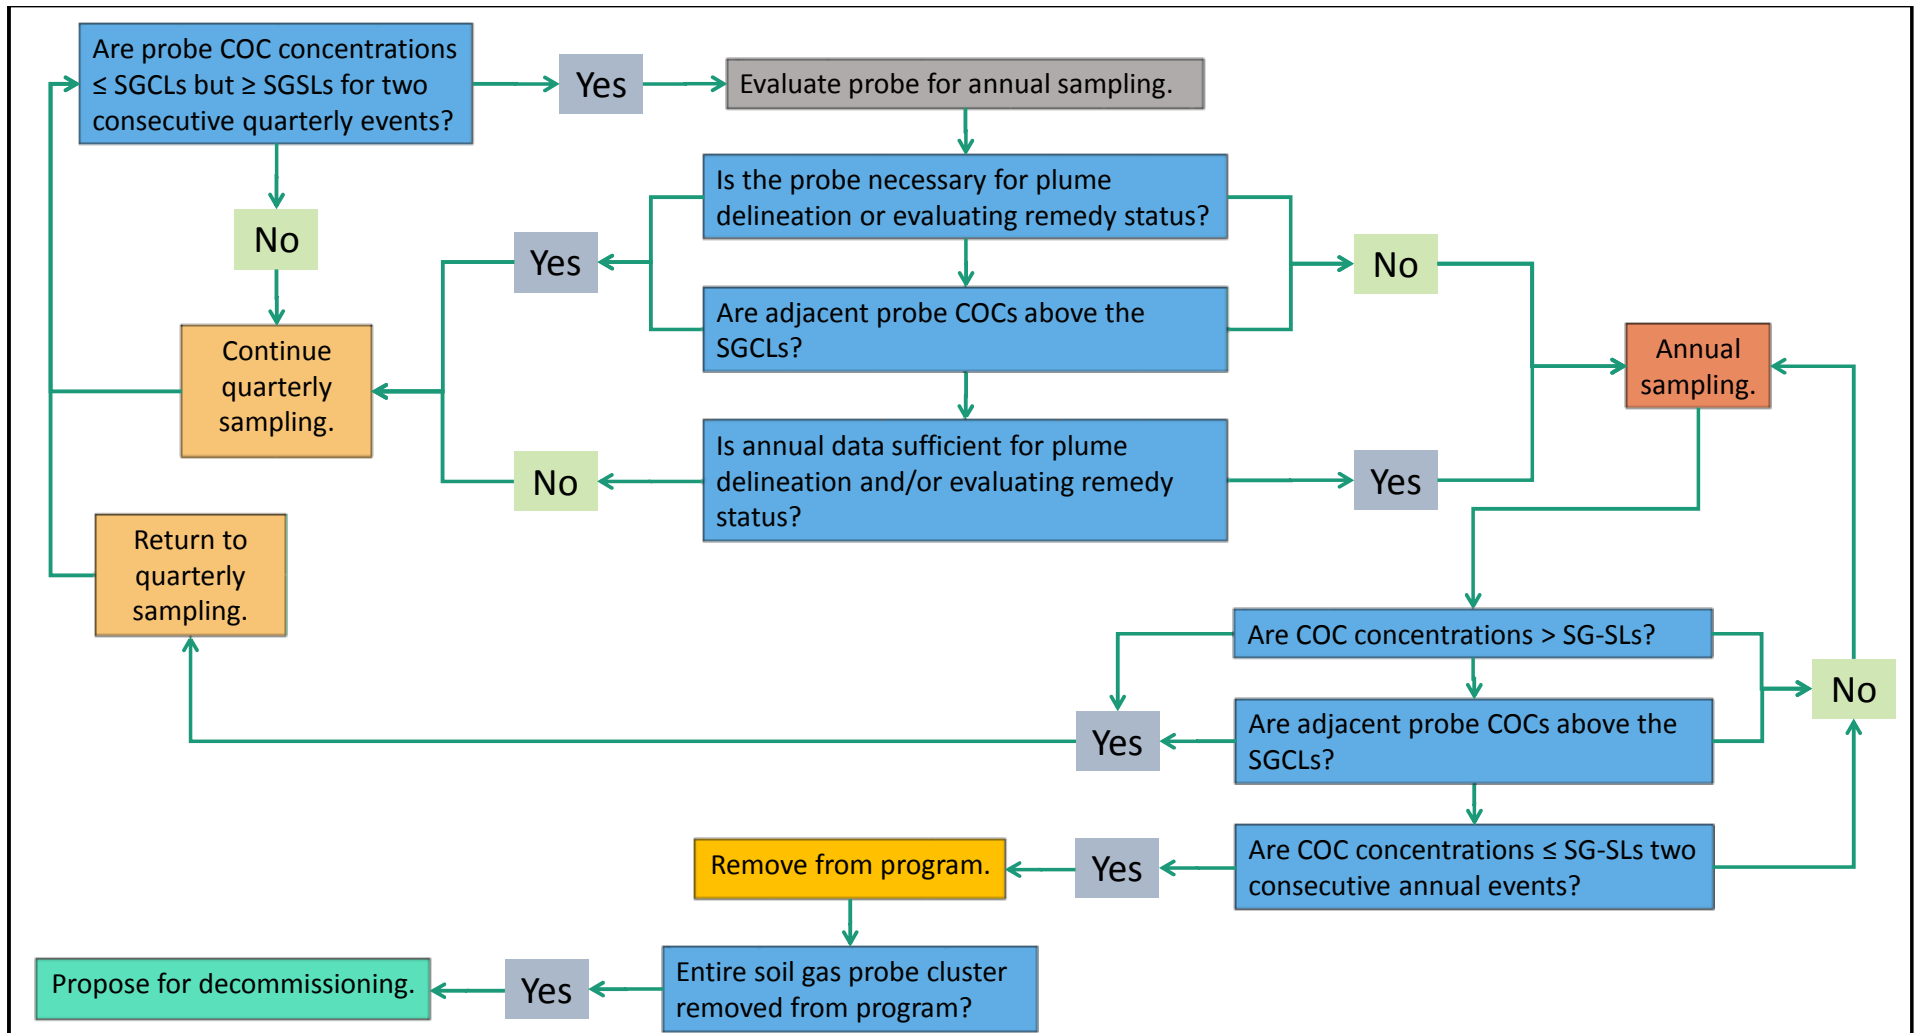 Are probe COC concentrations
≤ SGCLs but ≥ SGSLs for two
consecutive quarterly events?
Yes
Evaluate probe for annual sampling.
Is the probe necessary for plume
delineation or evaluating remedy status?
No
Yes
No
Are adjacent probe COCs above the
SGCLs?
Continue
quarterly
sampling.
Annual
sampling.
Is annual data sufficient for plume
delineation and/or evaluating remedy
status?
No
Yes
Return to
quarterly
sampling.
Are COC concentrations > SG-SLs?
No
Are adjacent probe COCs above the
SGCLs?
Yes
Are COC concentrations ≤ SG-SLs two
consecutive annual events?
Yes
Remove from program.
Entire soil gas probe cluster
removed from program?
Yes
Propose for decommissioning.